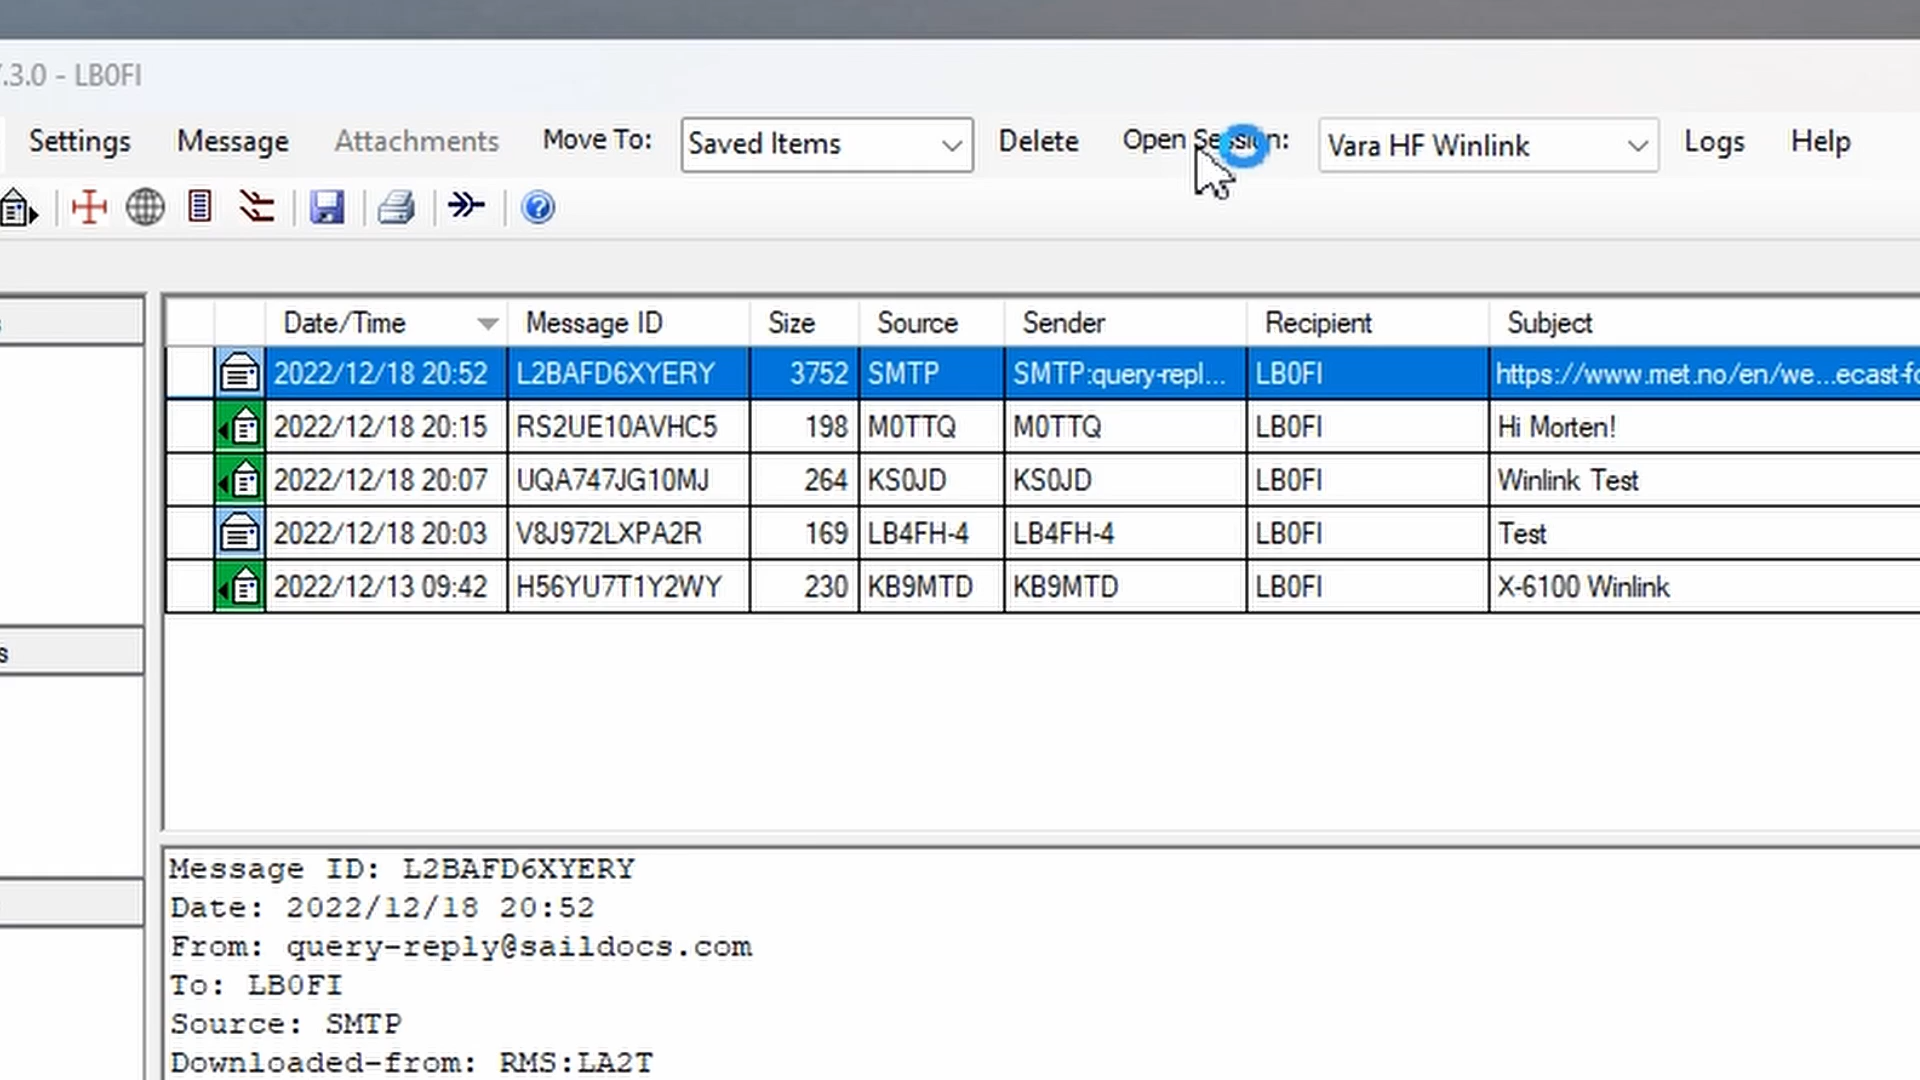 .3.0 - LB0FI
Settings Message Attachments Move To: Saved Items Delete Open Session: Vara HF Winlink Logs Help
Date/Time Message ID Size Source Sender Recipient Subject
2022/12/18 20:52 L2BAFD6XYERY 3752 SMTP SMTP:query-repl... LB0FI https://www.met.no/en/we...ecast-fo
2022/12/18 20:15 RS2UE10AVHC5 198 M0TTQ M0TTQ LB0FI Hi Morten!
2022/12/18 20:07 UQA747JG10MJ 264 KS0JD KS0JD LB0FI Winlink Test
2022/12/18 20:03 V8J972LXPA2R 169 LB4FH-4 LB4FH-4 LB0FI Test
2022/12/13 09:42 H56YU7T1Y2WY 230 KB9MTD KB9MTD LB0FI X-6100 Winlink
s
Message ID: L2BAFD6XYERY
Date: 2022/12/18 20:52
From: query-reply@saildocs.com
To: LB0FI
Source: SMTP
Downloaded-from: RMS:LA2T